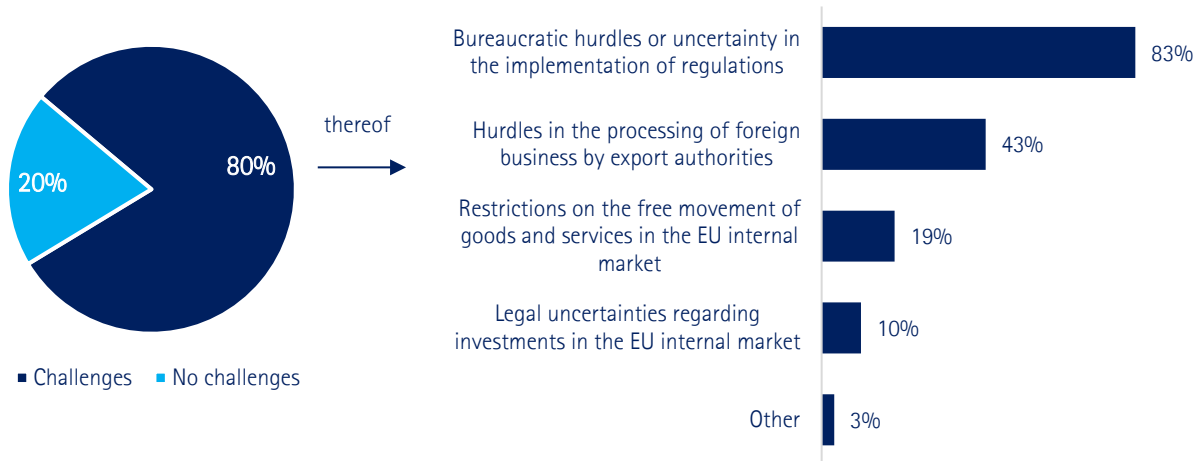 80%
20%
Challenges
No challenges
thereof
Bureaucratic hurdles or uncertainty in
the implementation of regulations
83%
Hurdles in the processing of foreign
business by export authorities
43%
Restrictions on the free movement of
goods and services in the EU internal
market
19%
Legal uncertainties regarding
investments in the EU internal market
10%
Other
3%